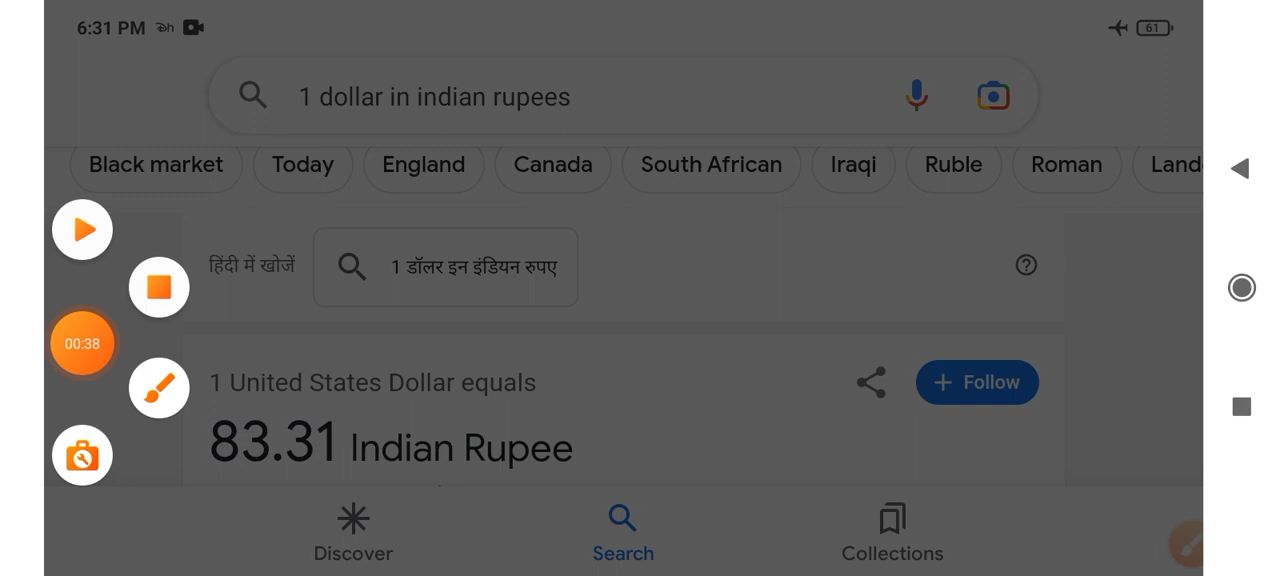 6:31 PM
61
1 dollar in indian rupees
Black market Today England Canada South African Iraqi Ruble Roman
हिंदी में खोजें 1 डॉलर इन इंडियन रुपए
00:38
1 United States Dollar equals + Follow
83.31 Indian Rupee
Discover Search Collections